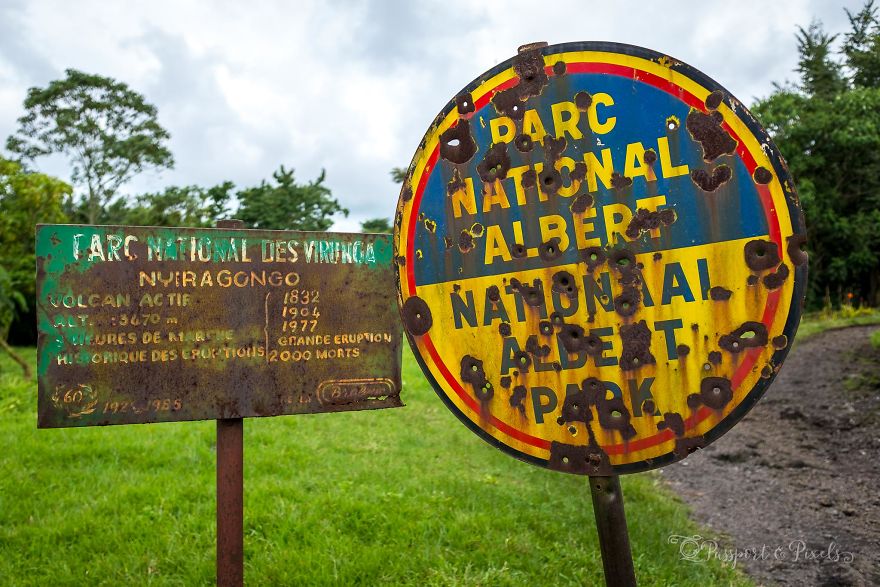 PARC NATIONAL DES VIRUNGA
NYIRAGONGO
VOLCAN ACTIF 1832
ALT. :3470 m 1904
HEURES DE MARCHE 1977 GRANDE ERUPTION
HISTORIQUE DES ERUPTIONS 2000 MORTS
60 1925-1985
PARC
NATIONAL
ALBERT
NATIONAAL
ALBERT
PARK
Passport & Pixels